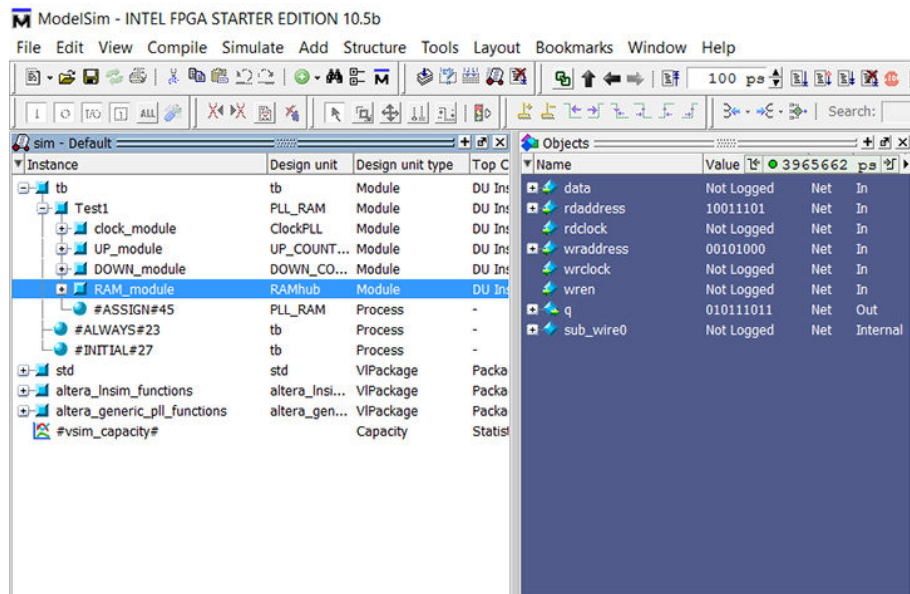 ModelSim - INTEL FPGA STARTER EDITION 10.5b
File Edit View Compile Simulate Add Structure Tools Layout Bookmarks Window Help
100 ps
ALL Search:
sim - Default
Instance Design unit Design unit type Top C
tb tb Module DU Ins
Test1 PLL_RAM Module DU Ins
clock_module ClockPLL Module DU Ins
UP_module UP_COUNT... Module DU Ins
DOWN_module DOWN_CO... Module DU Ins
RAM_module RAMhub Module DU Ins
#ASSIGN#45 PLL_RAM Process -
#ALWAYS#23 tb Process -
#INITIAL#27 tb Process -
std std VlPackage Packa
altera_lnsim_functions altera_lnsi... VlPackage Packa
altera_generic_pll_functions altera_gen... VlPackage Packa
#vsim_capacity# Capacity Statist
Objects
Name Value 3965662 ps
data Not Logged Net In
rdaddress 10011101 Net In
rdclock Not Logged Net In
wraddress 00101000 Net In
wrclock Not Logged Net In
wren Not Logged Net In
q 010111011 Net Out
sub_wire0 Not Logged Net Internal